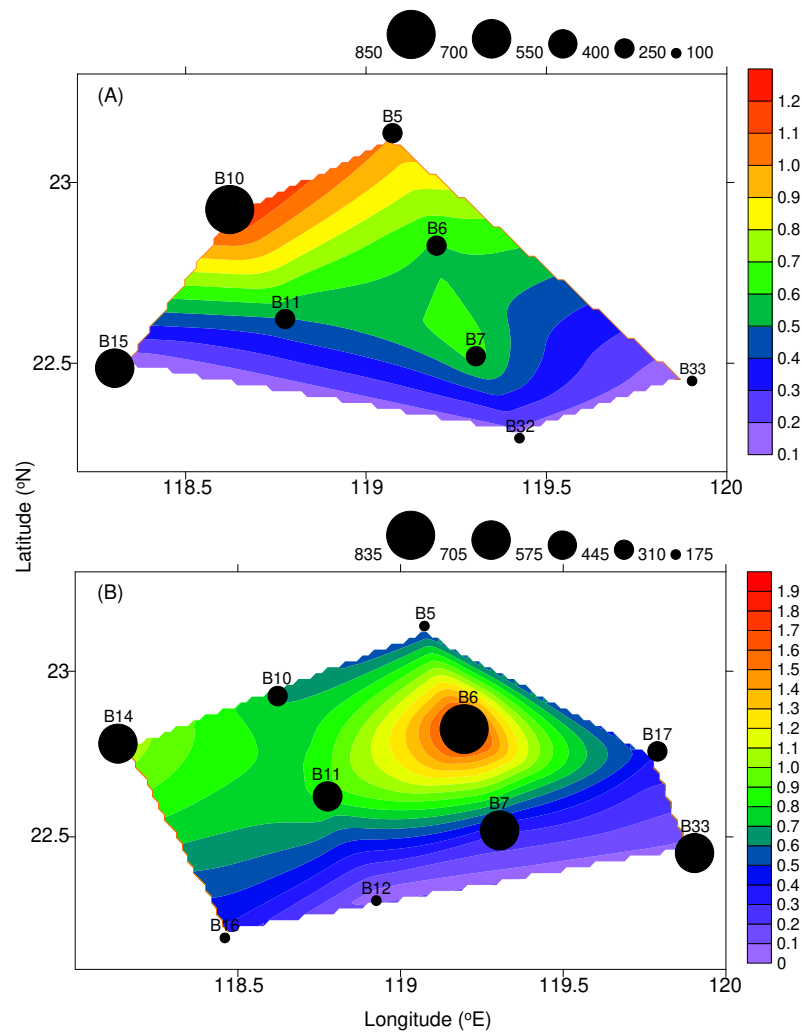 850 700 550 400 250 100
(A)
B5
B10
B6
B11
B7
B15
B33
B32
23
22.5
118.5 119 119.5 120
1.2
1.1
1.0
0.9
0.8
0.7
0.6
0.5
0.4
0.3
0.2
0.1
Latitude (oN)
835 705 575 445 310 175
(B)
B5
B10
B6
B14
B17
B11
B7
B33
B12
B16
23
22.5
118.5 119 119.5 120
1.9
1.8
1.7
1.6
1.4
1.3
1.2
1.1
1.0
0.9
0.8
0.7
0.6
0.5
0.4
0.3
0.2
0.1
0
Longitude (oE)